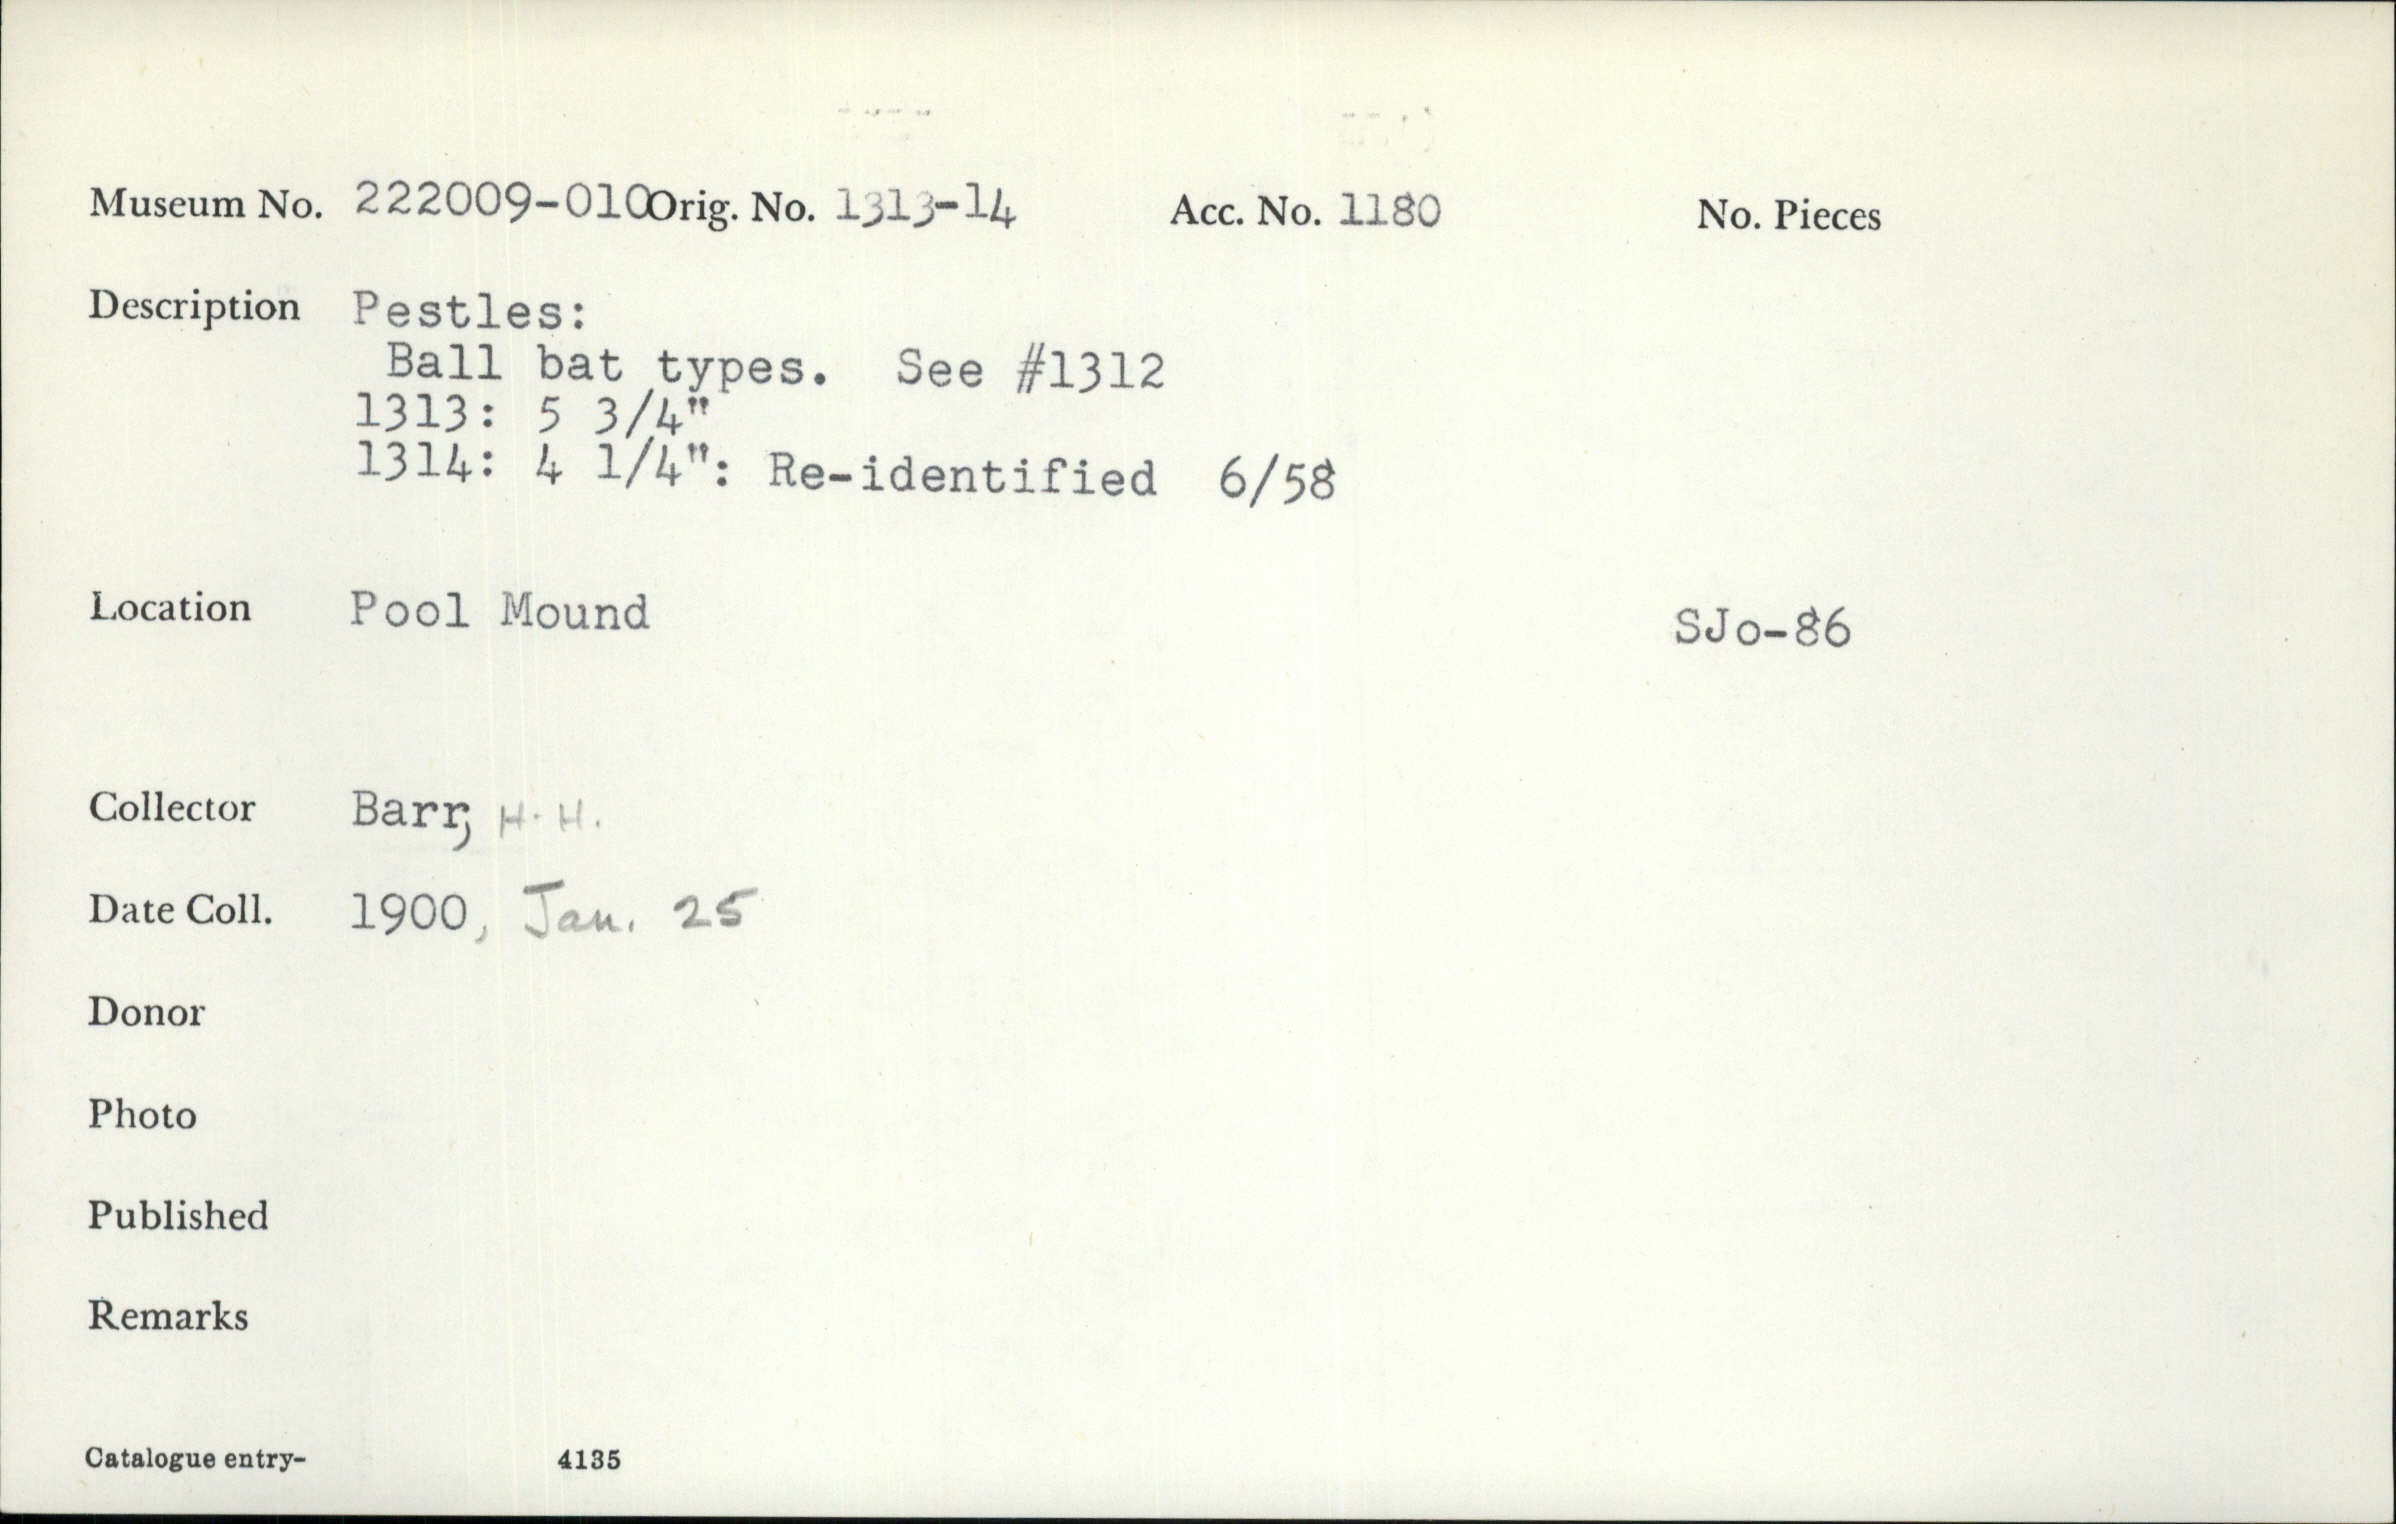 Museum No. 222009-010 Orig. No. 1313-14 Acc. No. 1180 No. Pieces
Description Pestles:
Ball bat types. See #1312
1313: 5 3/4"
1314: 4 1/4": Re-identified 6/58
Location Pool Mound SJo-86
Collector Barr, H. H.
Date Coll. 1900, Jan. 25
Donor
Photo
Published
Remarks
Catalogue entry- 4135